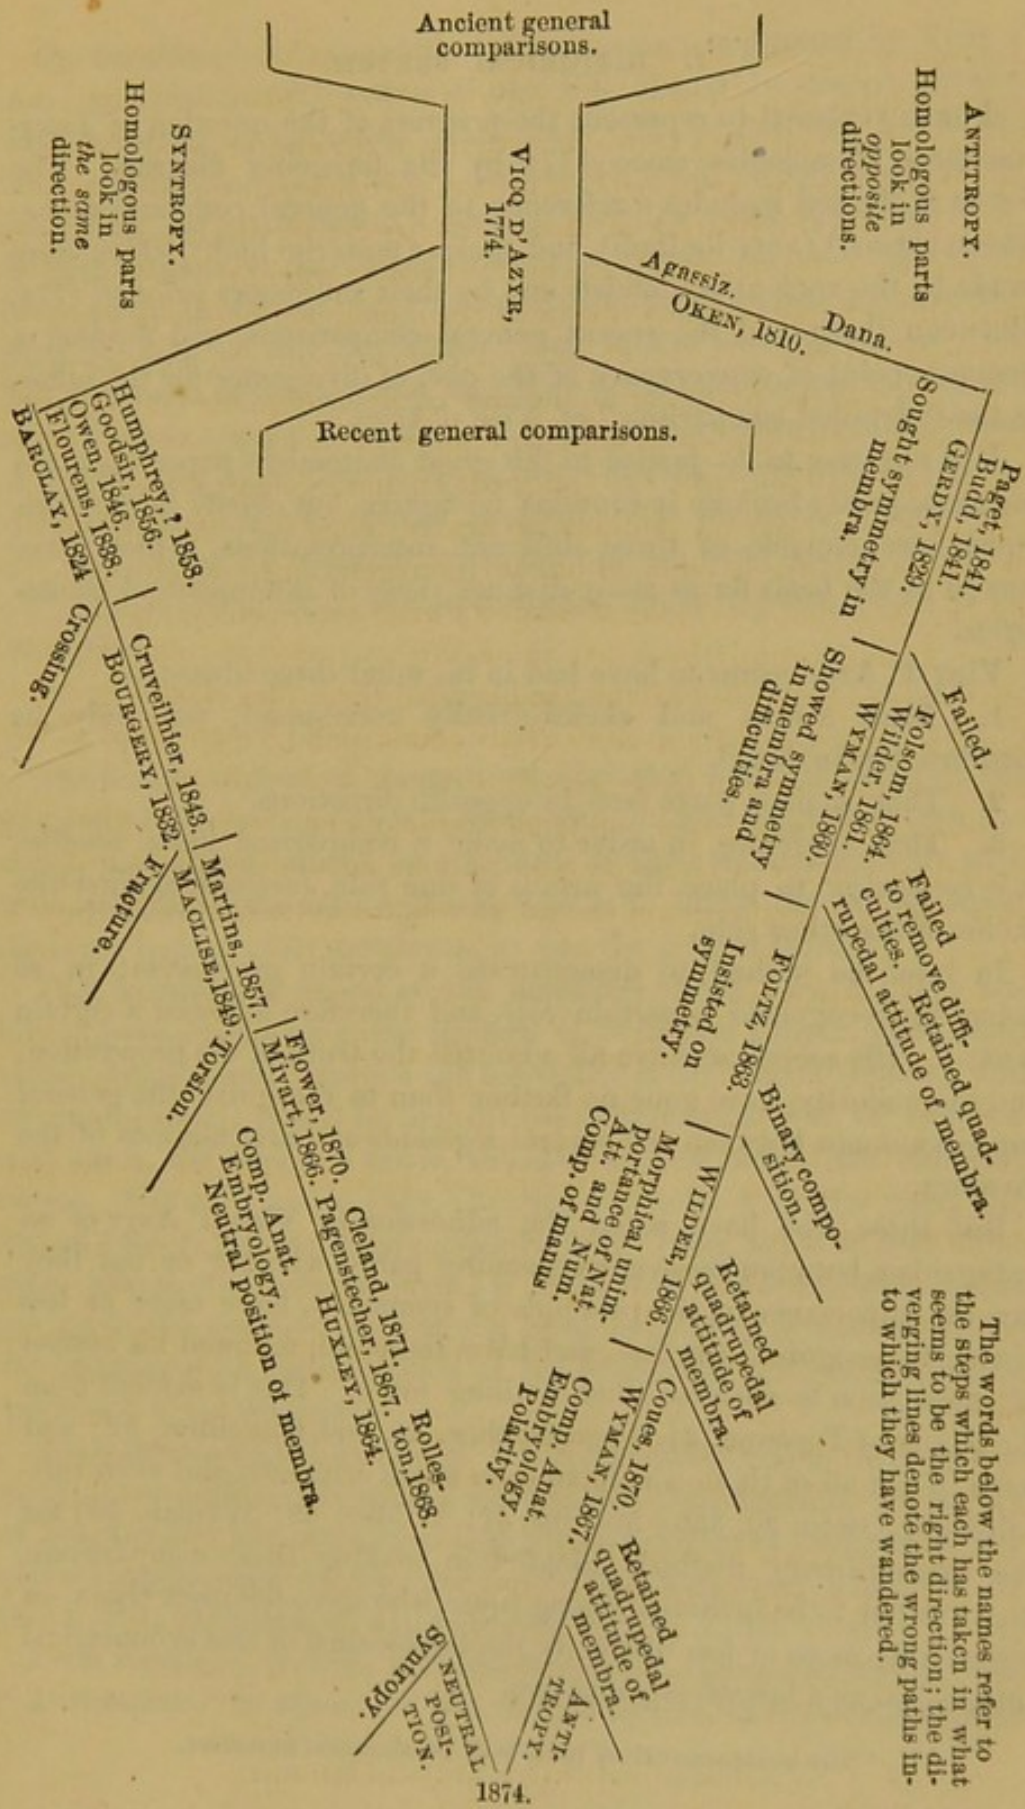 Ancient general
comparisons.
VICQ D'AZYR,
1774.
Recent general comparisons.
ANTITROPY.
Homologous parts
look in
opposite
directions.
SYNTROPY.
Homologous parts
look in
the same
direction.
Agassiz.
Dana.
OKEN, 1810.
Paget, 1841.
Budd, 1841.
GERDY, 1829.
Sought symmetry in
membra.
Failed.
Folsom, 1864.
Wilder, 1861.
WYMAN, 1860.
Showed symmetry
in membra and
difficulties.
Failed
to remove diffi-
culties. Retained quad-
rupedal attitude of membra.
FOLTZ, 1863.
Insisted on
symmetry.
Binary compo-
sition.
WILDER, 1866.
Morphical unim-
portance of Nat.
Att. and Num.
Comp. of manus
Retained
quadrupedal
attitude of
membra.
Coues, 1870.
WYMAN, 1867.
Comp. Anat.
Embryology.
Polarity.
Retained
quadrupedal
attitude of
membra.
ANTI-
TROPY.
Humphrey, ? 1858.
Goodsir, 1856.
Owen, 1846.
Flourens, 1838.
BARCLAY, 1824
Crossing.
Cruveilhier, 1843.
BOURGERY, 1832.
Fracture.
Martins, 1857.
MACLISE, 1849.
Torsion.
Flower, 1870. Cleland, 1871. Rolles-
Mivart, 1866. Pagenstecher, 1867. ton, 1868.
HUXLEY, 1864.
Comp. Anat.
Embryology.
Neutral position of membra.
Syntropy.
NEUTRAL
POSI-
TION.
1874.
The words below the names refer to
the steps which each has taken in what
seems to be the right direction; the di-
verging lines denote the wrong paths in-
to which they have wandered.